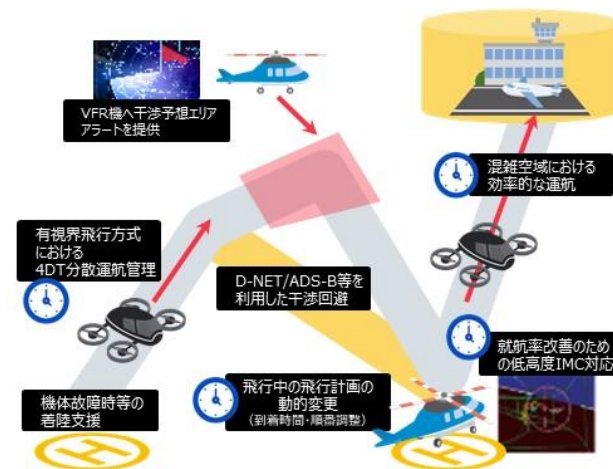 VFR機へ干渉予想エリア
アラートを提供
混雑空域における
効率的な運航
有視界飛行方式
における
4DT分散運航管理
D-NET/ADS-B等を
利用した干渉回避
就航率改善のため
の低高度IMC対応
機体故障時等の
着陸支援
飛行中の飛行計画の
動的変更
(到着時間・順番調整)
H
H